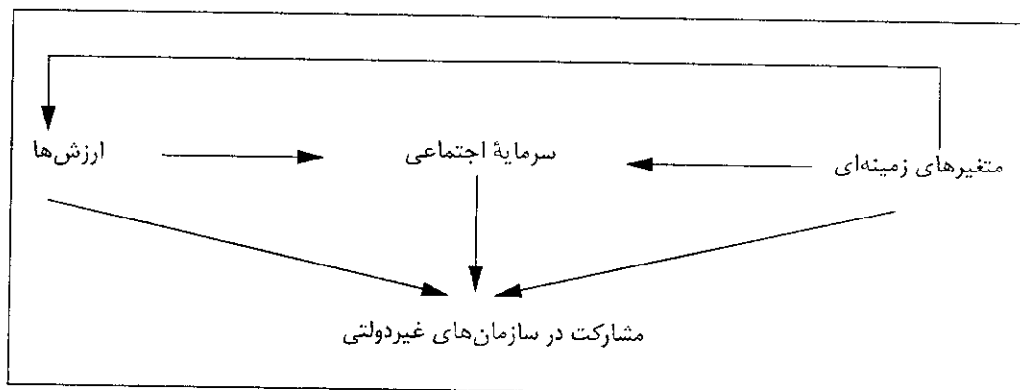 متغیرهای زمینه‌ای
سرمایهٔ اجتماعی
ارزش‌ها
مشارکت در سازمان‌های غیردولتی